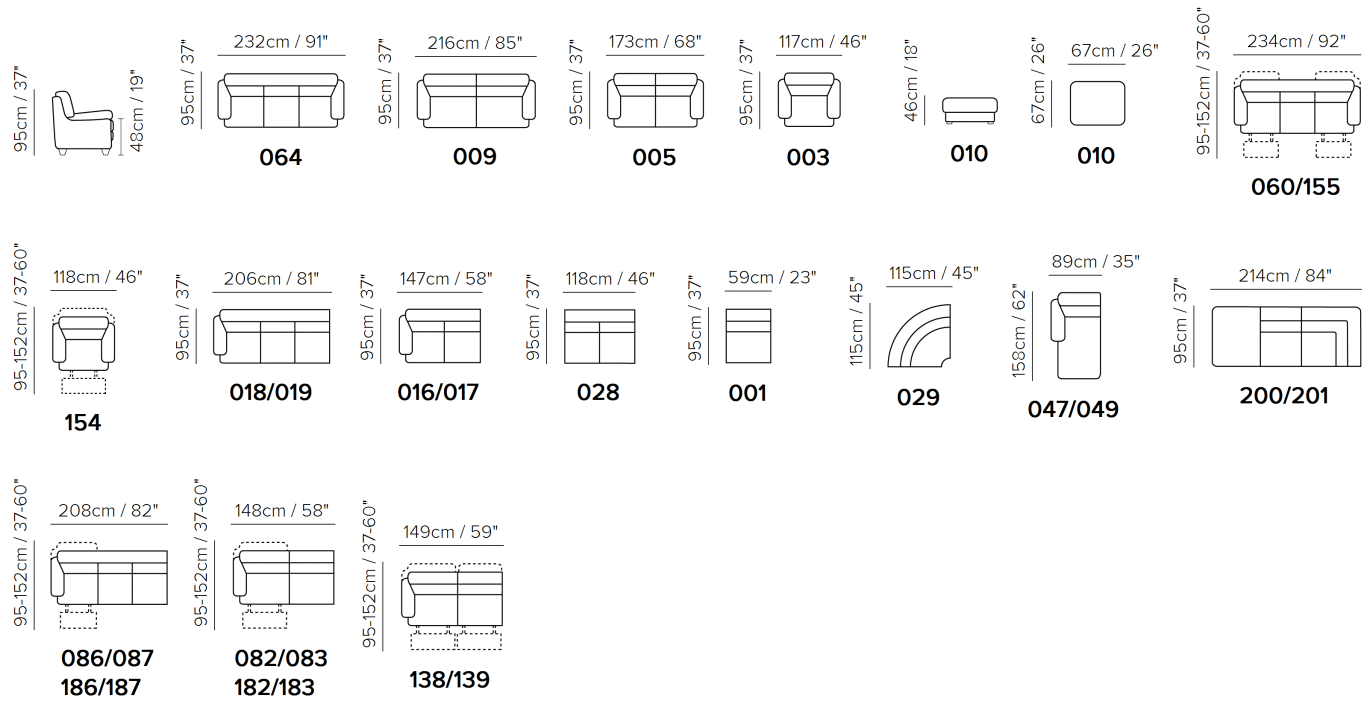 95cm / 37"
48cm / 19"
232cm / 91"
95cm / 37"
064
216cm / 85"
95cm / 37"
009
173cm / 68"
95cm / 37"
005
117cm / 46"
95cm / 37"
003
46cm / 18"
010
67cm / 26"
67cm / 26"
010
234cm / 92"
95-152cm / 37-60"
060/155
118cm / 46"
95-152cm / 37-60"
154
206cm / 81"
95cm / 37"
018/019
147cm / 58"
95cm / 37"
016/017
118cm / 46"
95cm / 37"
028
59cm / 23"
95cm / 37"
001
115cm / 45"
115cm / 45"
029
89cm / 35"
158cm / 62"
047/049
214cm / 84"
95cm / 37"
200/201
208cm / 82"
95-152cm / 37-60"
086/087
186/187
148cm / 58"
95-152cm / 37-60"
082/083
182/183
149cm / 59"
95-152cm / 37-60"
138/139